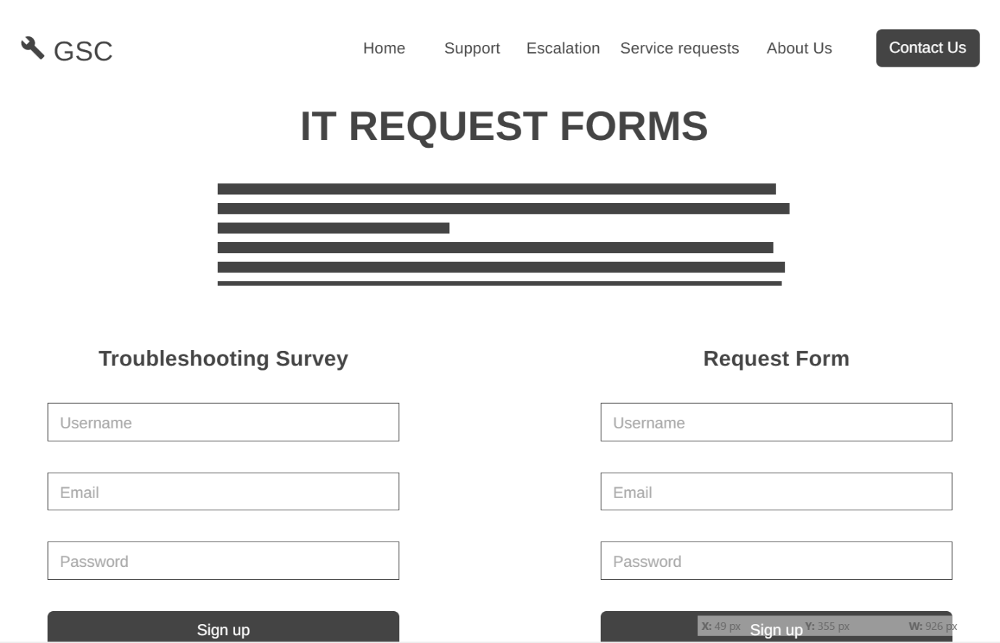 GSC
Home Support Escalation Service requests About Us Contact Us
IT REQUEST FORMS
Troubleshooting Survey
Username
Email
Password
Sign up
Request Form
Username
Email
Password
Sign up
X: 49 px Y: 355 px W: 926 px